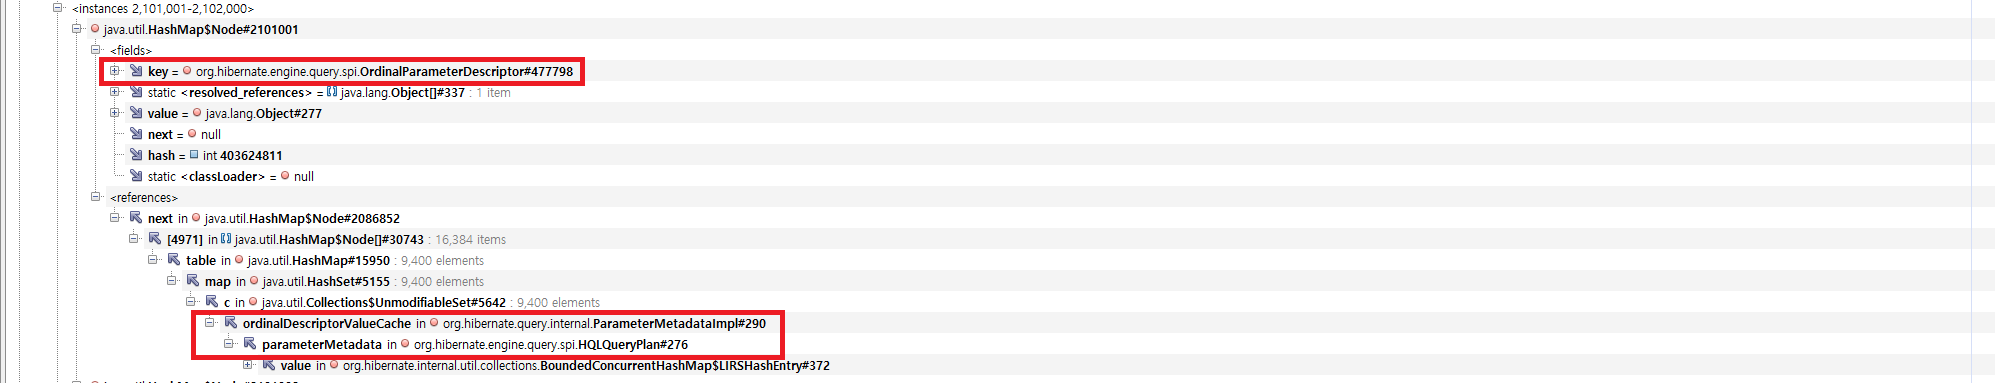 <instances 2,101,001-2,102,000>
java.util.HashMap$Node#2101001
<fields>
key = org.hibernate.engine.query.spi.OrdinalParameterDescriptor#477798
static <resolved_references> = java.lang.Object[]#337 : 1 item
value = java.lang.Object#277
next = null
hash = int 403624811
static <classLoader> = null
<references>
next in java.util.HashMap$Node#2086852
[4971] in java.util.HashMap$Node[]#30743 : 16,384 items
table in java.util.HashMap#15950 : 9,400 elements
map in java.util.HashSet#5155 : 9,400 elements
c in java.util.Collections$UnmodifiableSet#5642 : 9,400 elements
ordinalDescriptorValueCache in org.hibernate.query.internal.ParameterMetadataImpl#290
parameterMetadata in org.hibernate.engine.query.spi.HQLQueryPlan#276
value in org.hibernate.internal.util.collections.BoundedConcurrentHashMap$LIRSHashEntry#372